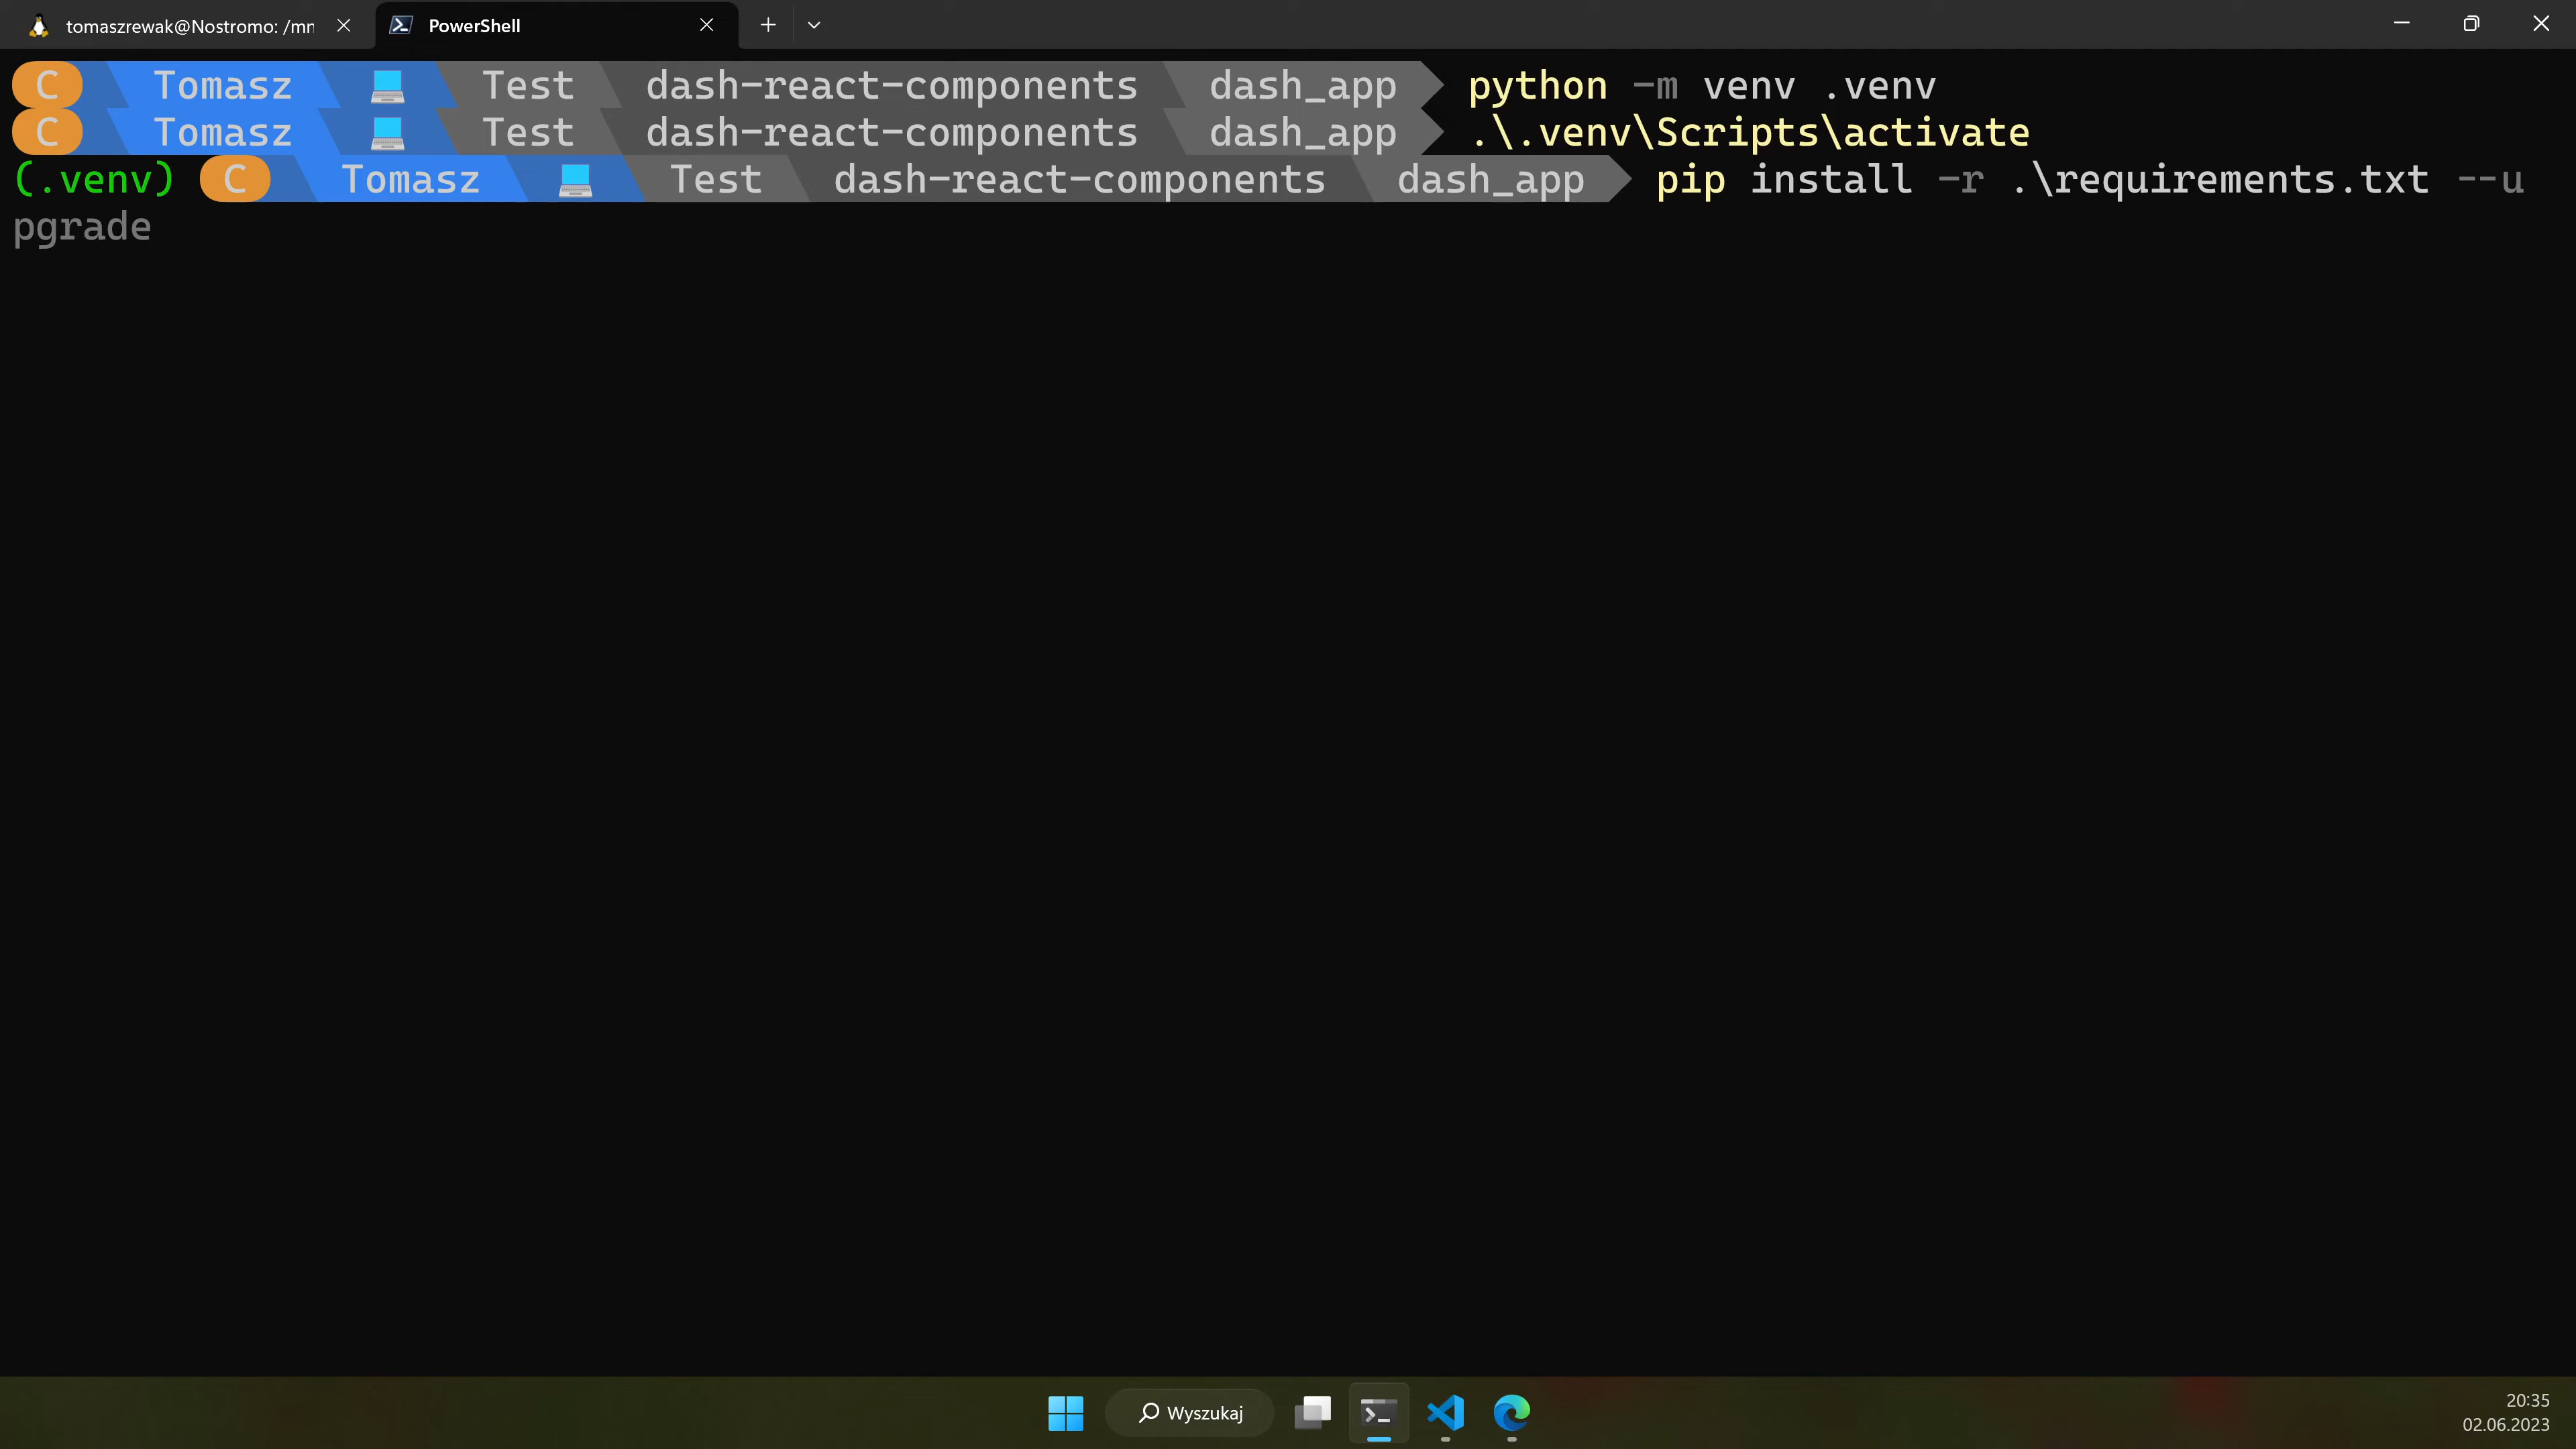 tomaszrewak@Nostromo: /mn
PowerShell
C Tomasz Test dash-react-components dash_app python -m venv .venv
C Tomasz Test dash-react-components dash_app .\.venv\Scripts\activate
(.venv) C Tomasz Test dash-react-components dash_app pip install -r .\requirements.txt --u
pgrade
Wyszukaj
20:35
02.06.2023